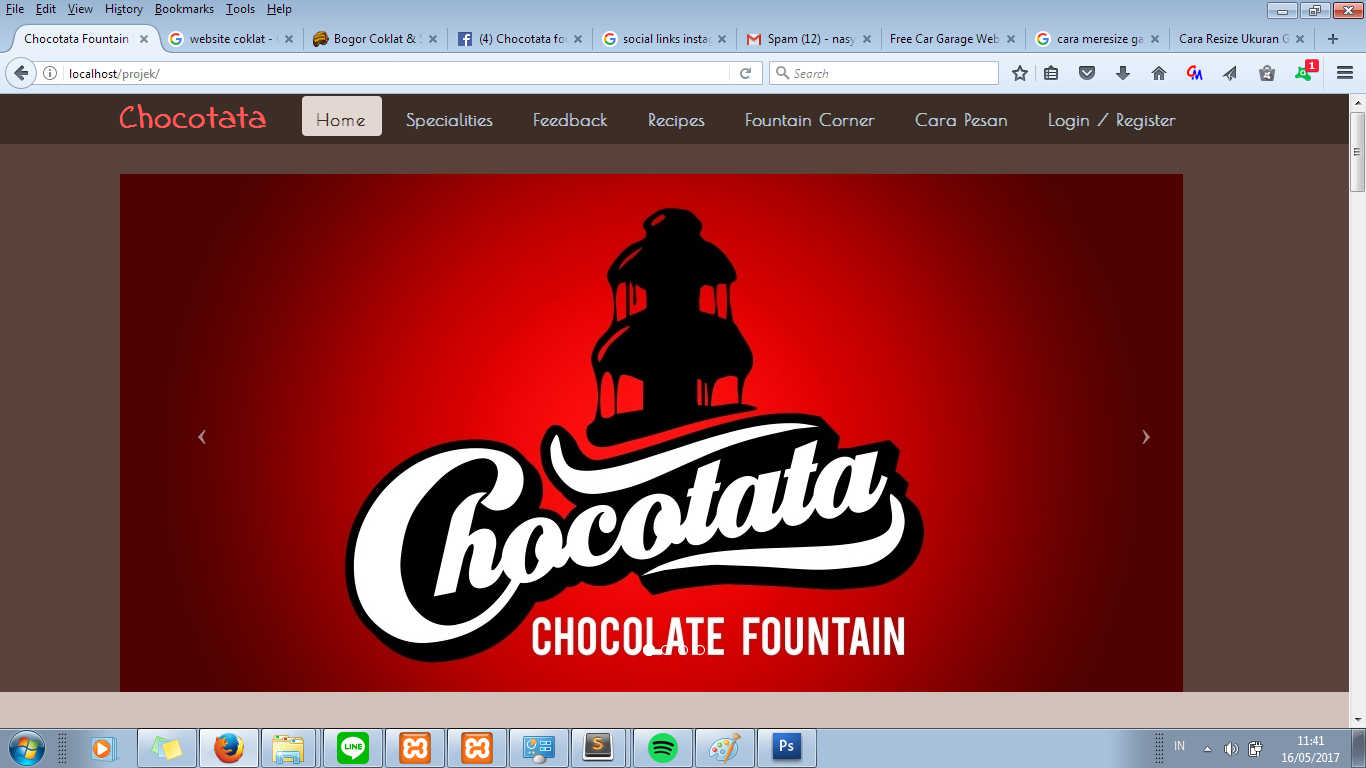 File Edit View History Bookmarks Tools Help
Chocotata Fountain website coklat - Bogor Coklat & (4) Chocotata fo social links insta Spam (12) - nasy Free Car Garage Web cara meresize ga Cara Resize Ukuran G
localhost/projek/ Search 1
Chocotata Home Specialities Feedback Recipes Fountain Corner Cara Pesan Login / Register
Chocotata
CHOCOLATE FOUNTAIN
LINE S Ps IN 11:41
16/05/2017